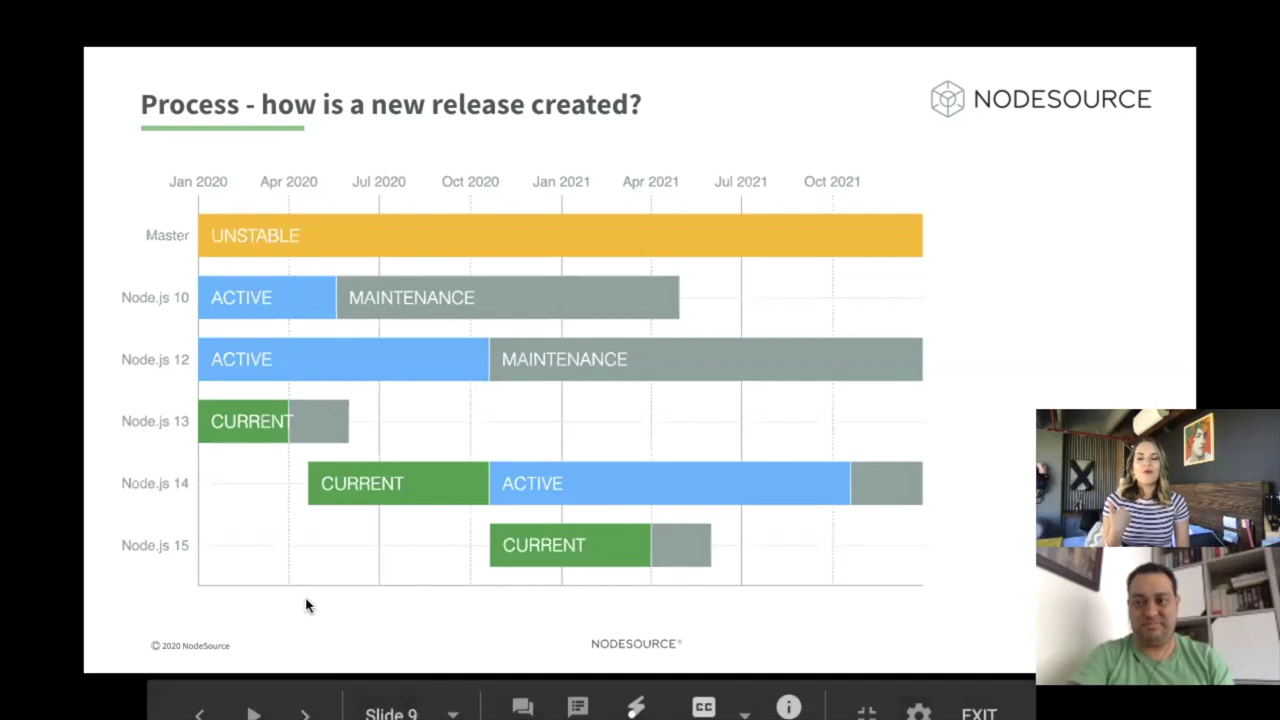 Process - how is a new release created?
NODESOURCE
Jan 2020 Apr 2020 Jul 2020 Oct 2020 Jan 2021 Apr 2021 Jul 2021 Oct 2021
Master UNSTABLE
Node.js 10 ACTIVE MAINTENANCE
Node.js 12 ACTIVE MAINTENANCE
Node.js 13 CURRENT
Node.js 14 CURRENT ACTIVE
Node.js 15 CURRENT
© 2020 NodeSource
NODESOURCE®
Slide 9 CC EXIT